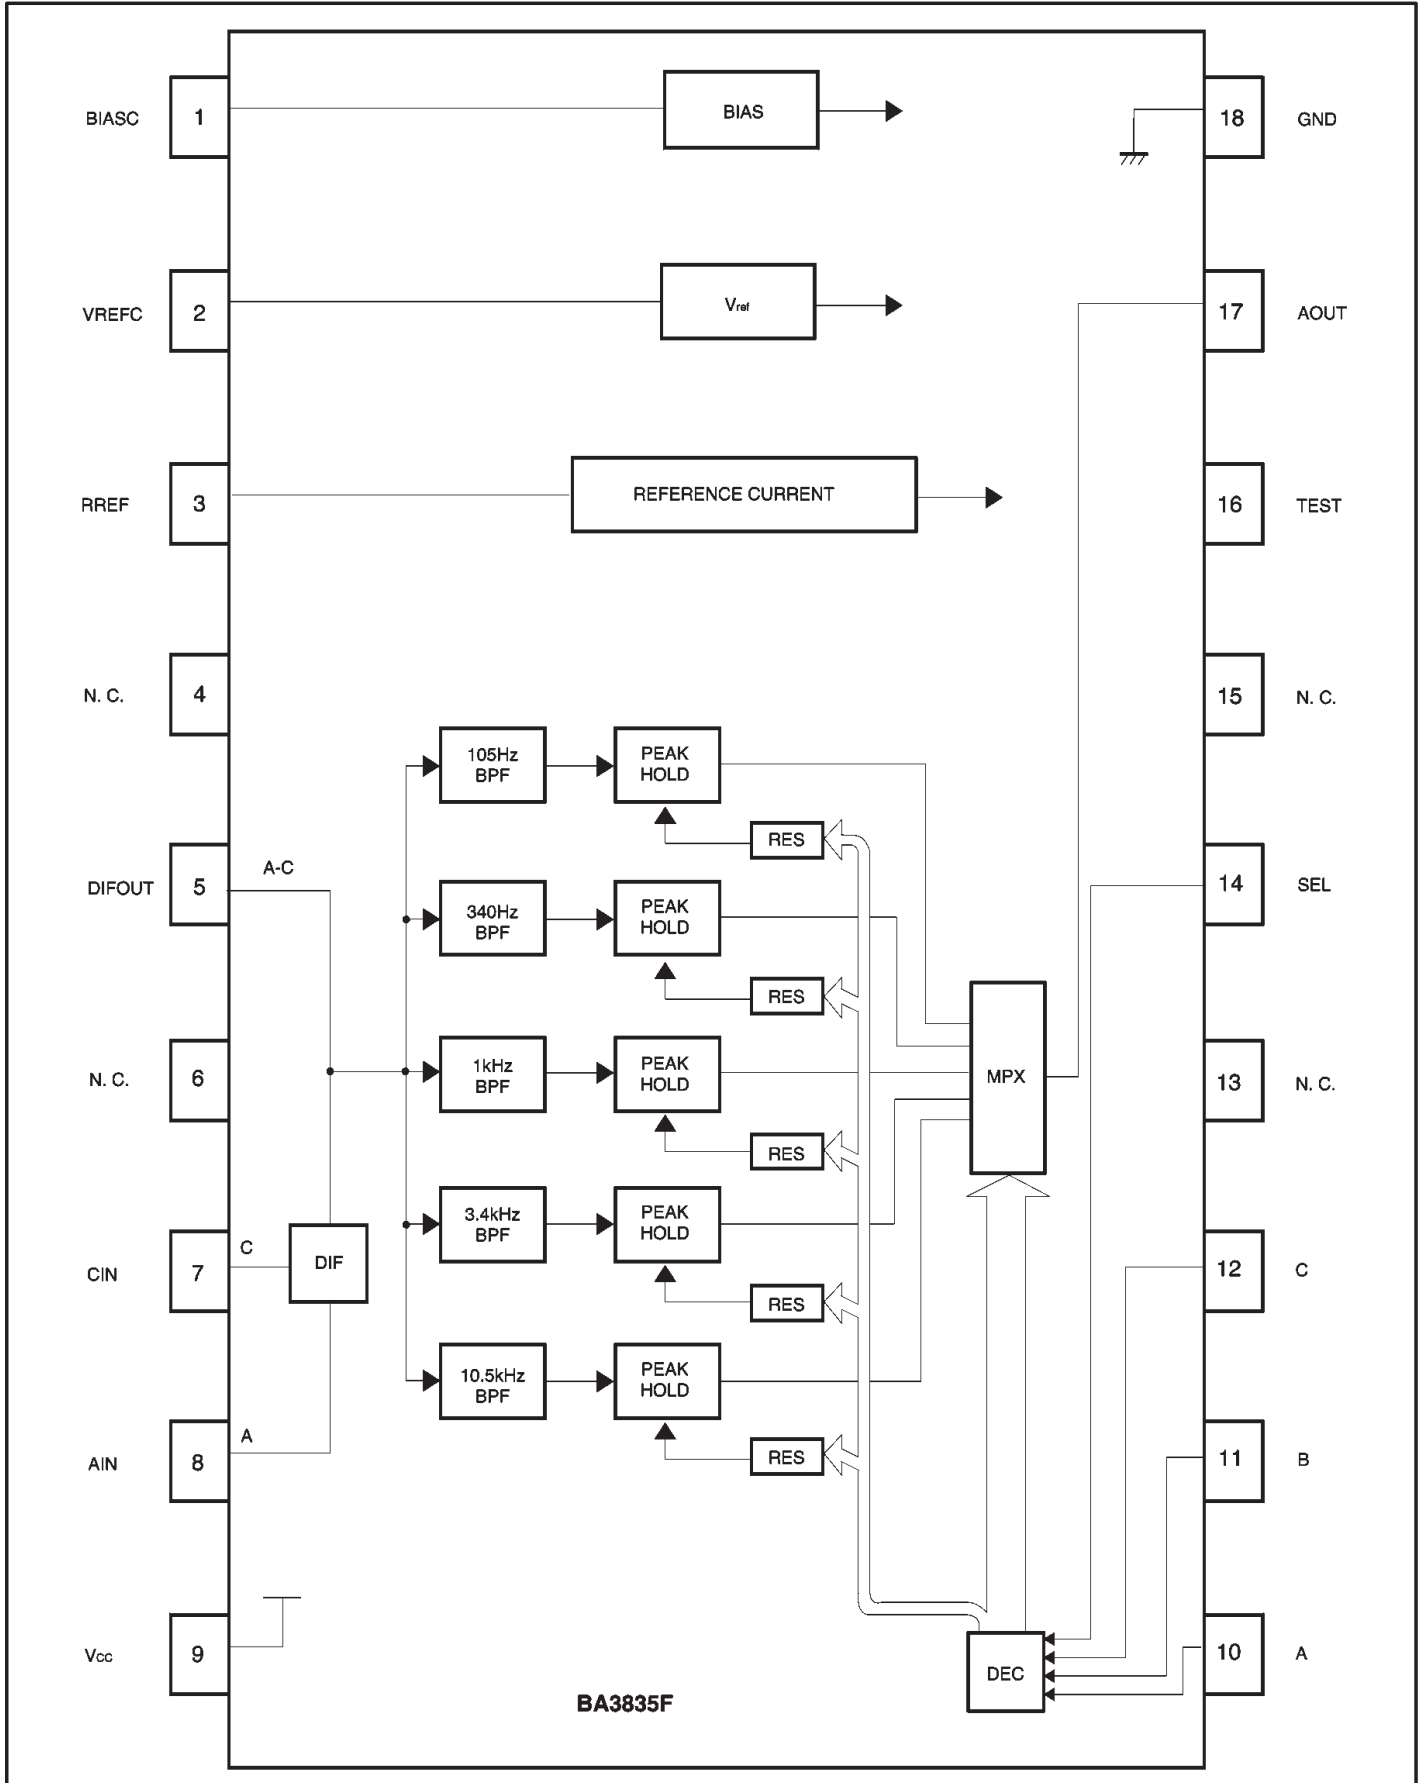 BIASC 1 BIAS 18 GND
VREFC 2 Vref 17 AOUT
RREF 3 REFERENCE CURRENT 16 TEST
N. C. 4 15 N. C.
105Hz
BPF
PEAK
HOLD
RES
DIFOUT 5 A-C 14 SEL
340Hz
BPF
PEAK
HOLD
RES
N. C. 6 13 N. C.
1kHz
BPF
PEAK
HOLD
MPX
RES
3.4kHz
BPF
PEAK
HOLD
CIN 7 C DIF 12 C
RES
10.5kHz
BPF
PEAK
HOLD
AIN 8 A 11 B
RES
Vcc 9 10 A
DEC
BA3835F